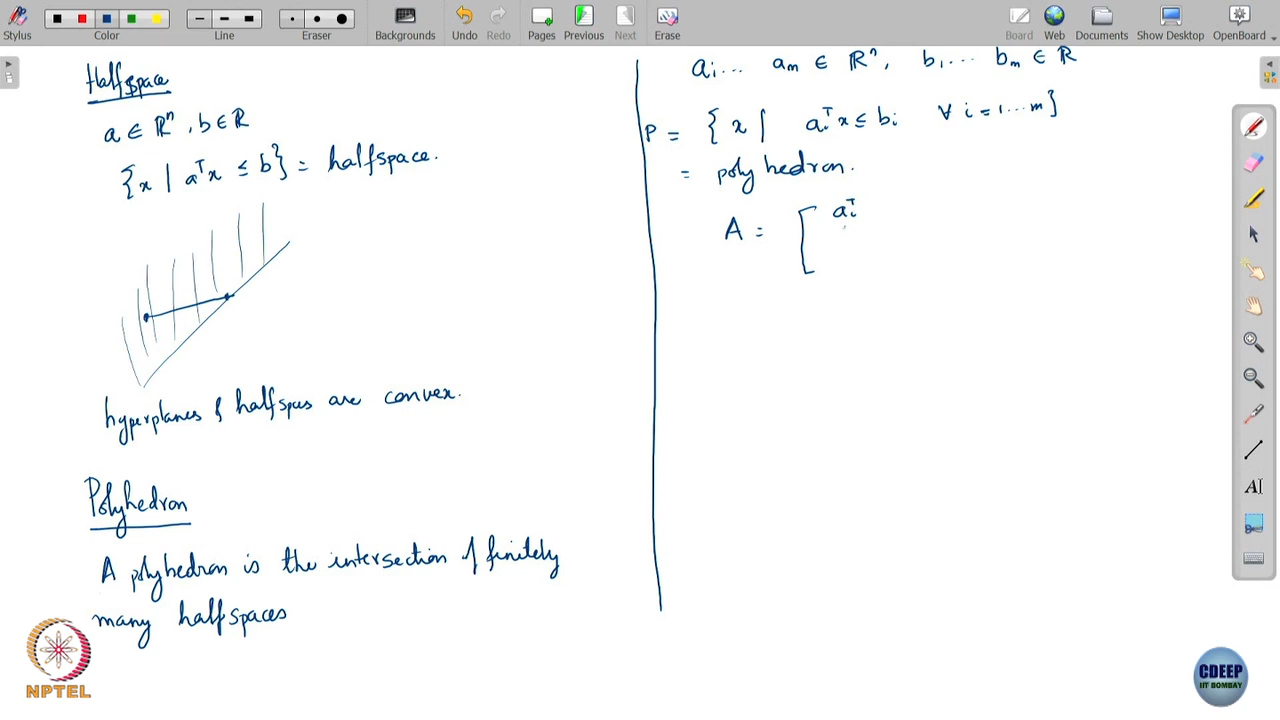 Stylus Color Line Eraser Backgrounds Undo Redo Pages Previous Next Erase Board Web Documents Show Desktop OpenBoard
Halfspace
a ∈ ℝⁿ, b ∈ ℝ
{x | aᵀx ≤ b} = halfspace.
hyperplanes & halfspces are convex.
Polyhedron
A polyhedron is the intersection of finitely
many halfspaces
a₁... aₘ ∈ ℝⁿ, b₁... bₘ ∈ ℝ
P = {x | aᵢᵀx ≤ bᵢ ∀ i = 1...m}
= polyhedron.
A = [ a₁ᵀ
NPTEL
CDEEP
IIT BOMBAY